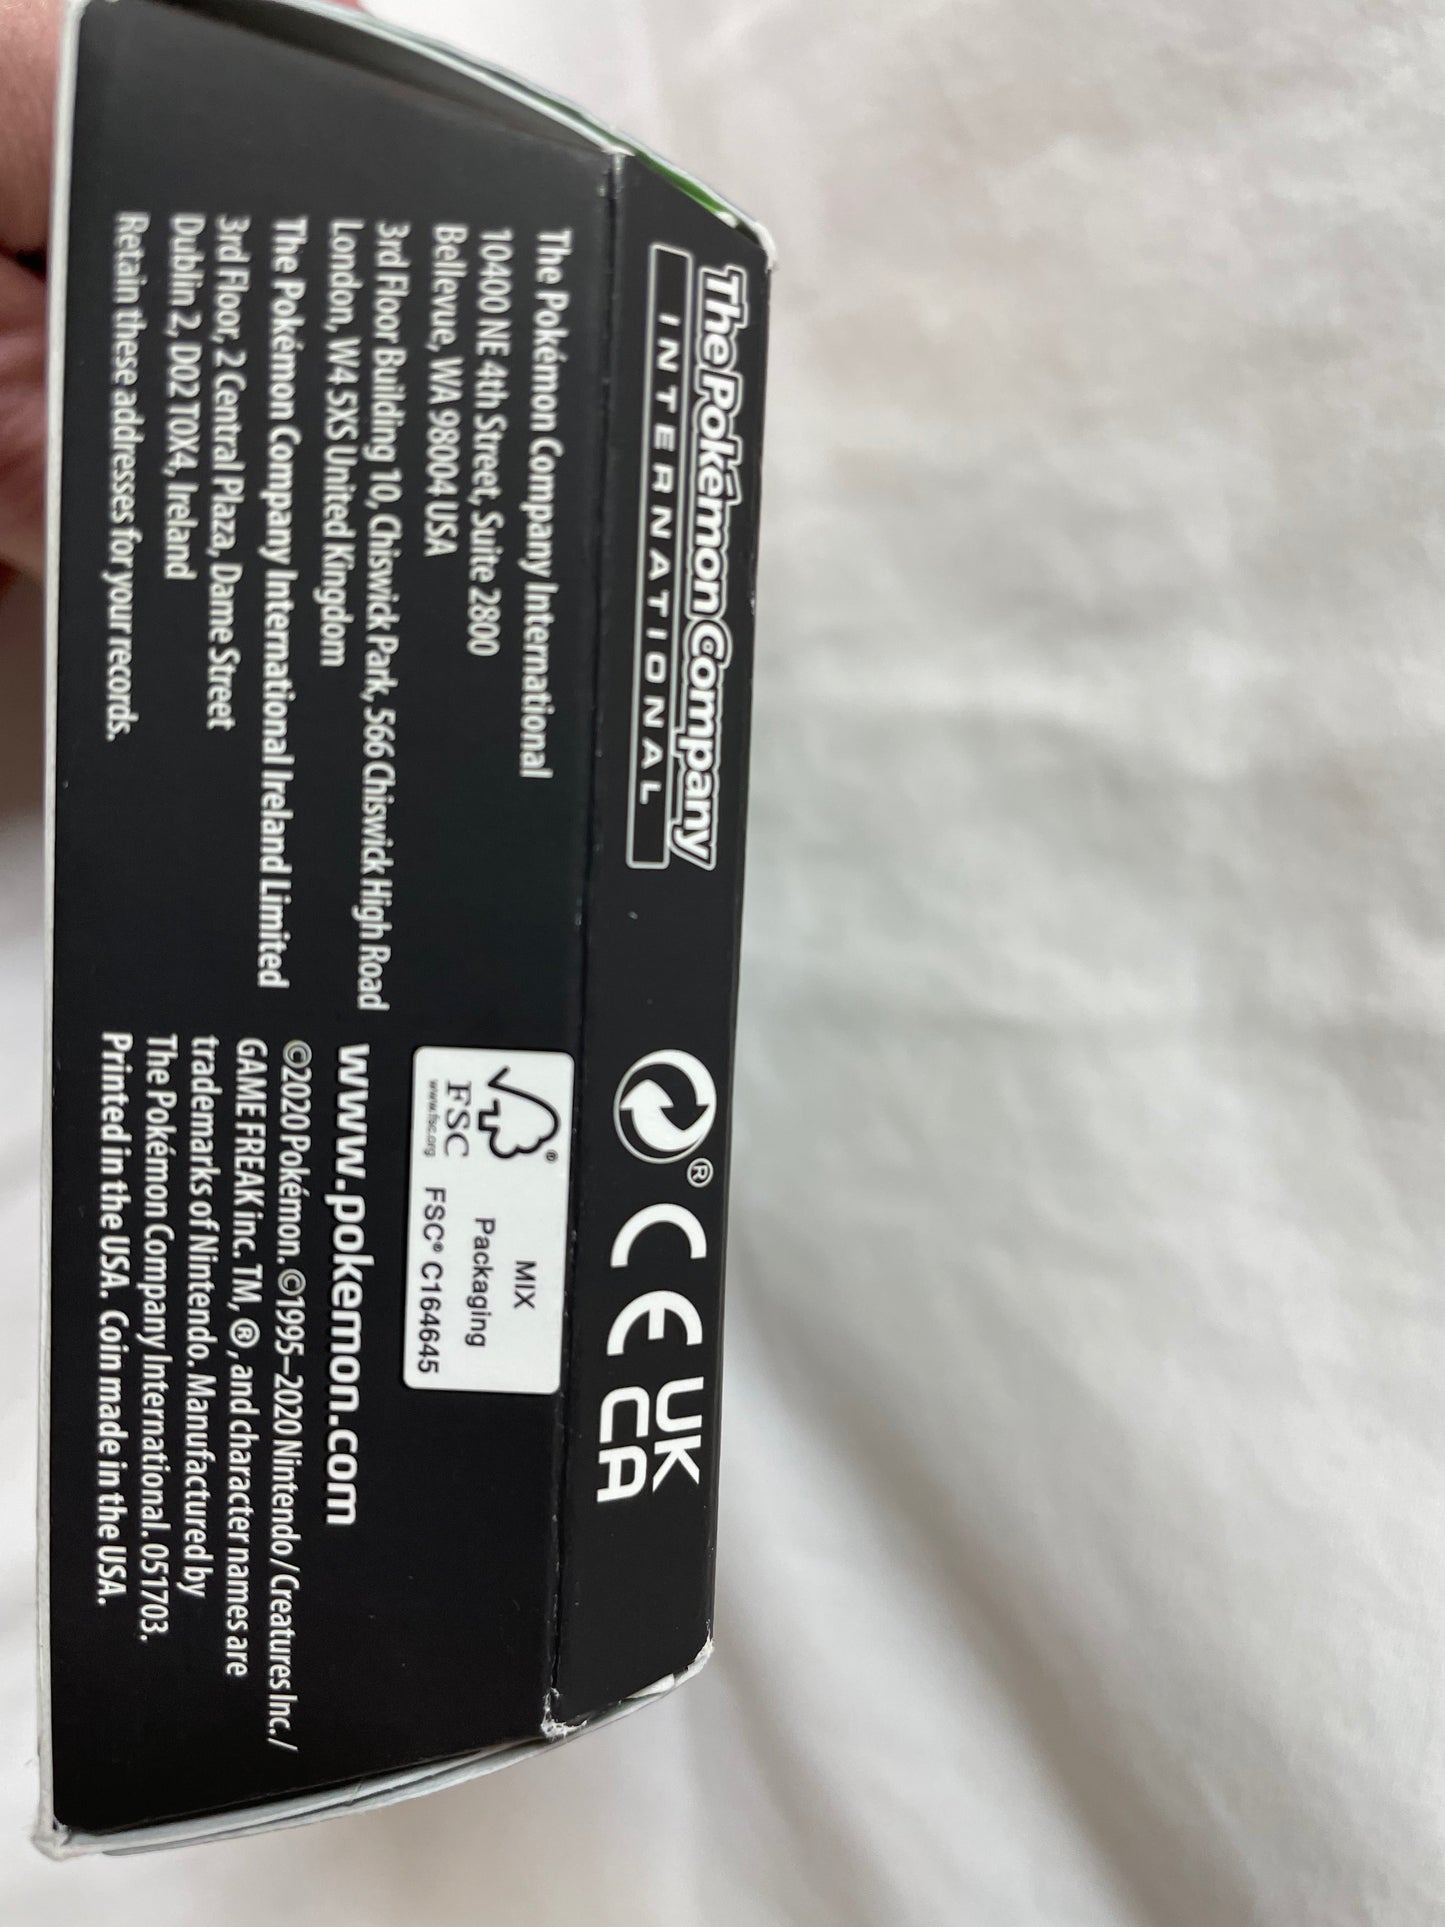 The Pokémon Company
INTERNATIONAL
® CE UK
CA
The Pokémon Company International
10400 NE 4th Street, Suite 2800
Bellevue, WA 98004 USA
3rd Floor Building 10, Chiswick Park, 566 Chiswick High Road
London, W4 5XS United Kingdom
The Pokémon Company International Ireland Limited
3rd Floor, 2 Central Plaza, Dame Street
Dublin 2, D02 T0X4, Ireland
Retain these addresses for your records.
®
FSC
www.fsc.org
MIX
Packaging
FSC® C164645
www.pokemon.com
©2020 Pokémon. ©1995–2020 Nintendo / Creatures Inc. /
GAME FREAK inc. TM, ®, and character names are
trademarks of Nintendo. Manufactured by
The Pokémon Company International. 051703.
Printed in the USA. Coin made in the USA.